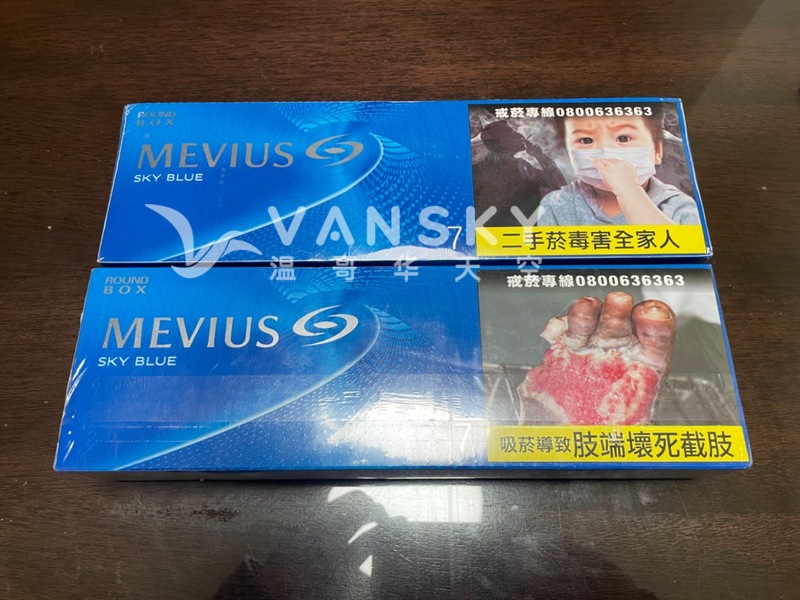 ROUND
BOX
MEVIUS
SKY BLUE
7
戒菸專線0800636363
二手菸毒害全家人
VANSKY
温哥华天空
ROUND
BOX
MEVIUS
SKY BLUE
7
戒菸專線0800636363
吸菸導致肢端壞死截肢